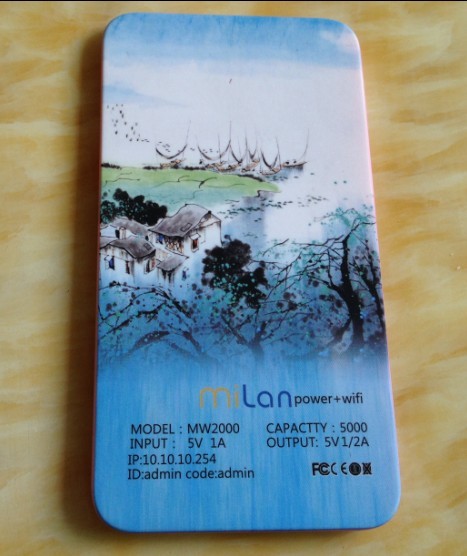 miLan power+wifi
MODEL : MW2000 CAPACTTY : 5000
INPUT : 5V 1A OUTPUT: 5V1/2A
IP:10.10.10.254
ID:admin code:admin
FC CE